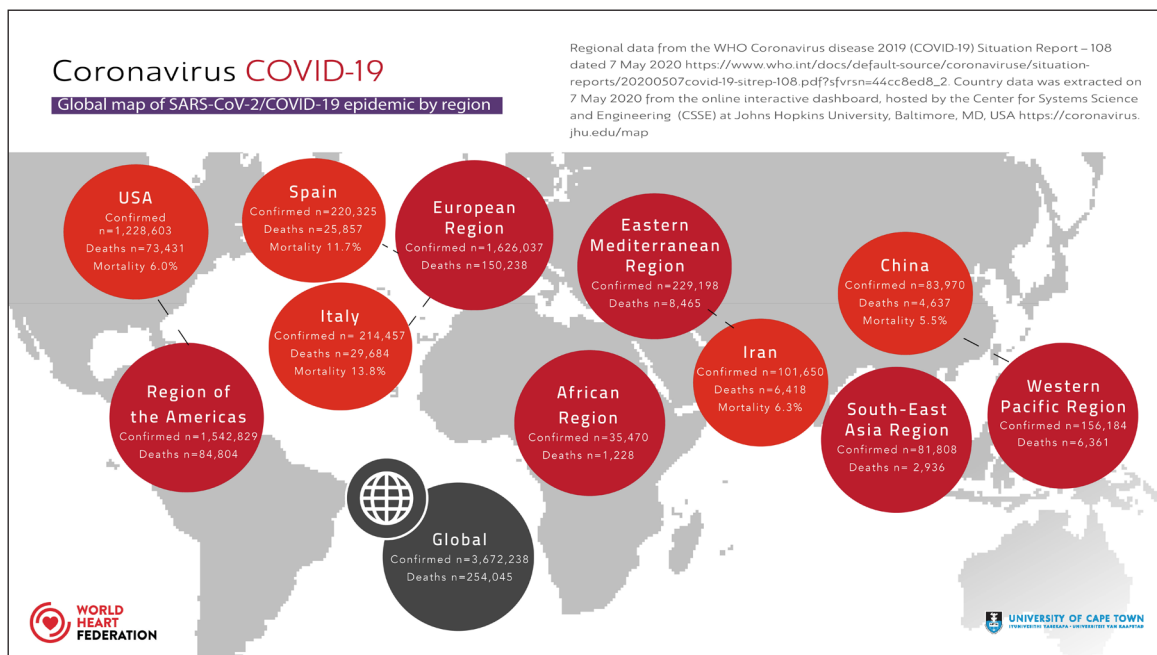 Coronavirus COVID-19
Global map of SARS-CoV-2/COVID-19 epidemic by region
Regional data from the WHO Coronavirus disease 2019 (COVID-19) Situation Report – 108
dated 7 May 2020 https://www.who.int/docs/default-source/coronaviruse/situation-
reports/20200507covid-19-sitrep-108.pdf?sfvrsn=44cc8ed8_2. Country data was extracted on
7 May 2020 from the online interactive dashboard, hosted by the Center for Systems Science
and Engineering (CSSE) at Johns Hopkins University, Baltimore, MD, USA https://coronavirus.
jhu.edu/map
USA
Confirmed
n=1,228,603
Deaths n=73,431
Mortality 6.0%
Spain
Confirmed n=220,325
Deaths n=25,857
Mortality 11.7%
European
Region
Confirmed n=1,626,037
Deaths n=150,238
Eastern
Mediterranean
Region
Confirmed n=229,198
Deaths n=8,465
China
Confirmed n=83,970
Deaths n=4,637
Mortality 5.5%
Italy
Confirmed n= 214,457
Deaths n=29,684
Mortality 13.8%
Iran
Confirmed n=101,650
Deaths n=6,418
Mortality 6.3%
Region of
the Americas
Confirmed n=1,542,829
Deaths n=84,804
African
Region
Confirmed n=35,470
Deaths n=1,228
South-East
Asia Region
Confirmed n=81,808
Deaths n= 2,936
Western
Pacific Region
Confirmed n=156,184
Deaths n=6,361
Global
Confirmed n=3,672,238
Deaths n=254,045
WORLD
HEART
FEDERATION
UNIVERSITY OF CAPE TOWN